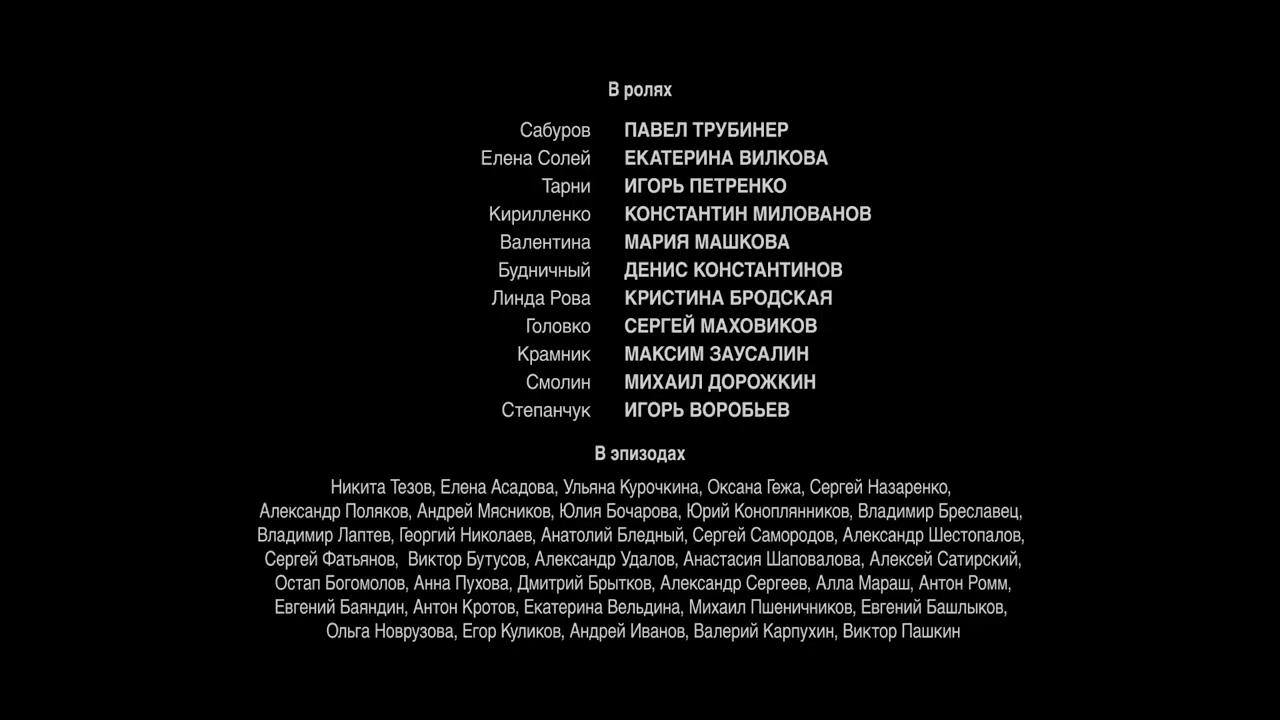 В ролях
Сабуров ПАВЕЛ ТРУБИНЕР
Елена Солей ЕКАТЕРИНА ВИЛКОВА
Тарни ИГОРЬ ПЕТРЕНКО
Кирилленко КОНСТАНТИН МИЛОВАНОВ
Валентина МАРИЯ МАШКОВА
Будничный ДЕНИС КОНСТАНТИНОВ
Линда Рова КРИСТИНА БРОДСКАЯ
Головко СЕРГЕЙ МАХОВИКОВ
Крамник МАКСИМ ЗАУСАЛИН
Смолин МИХАИЛ ДОРОЖКИН
Степанчук ИГОРЬ ВОРОБЬЕВ
В эпизодах
Никита Тезов, Елена Асадова, Ульяна Курочкина, Оксана Гежа, Сергей Назаренко,
Александр Поляков, Андрей Мясников, Юлия Бочарова, Юрий Коноплянников, Владимир Бреславец,
Владимир Лаптев, Георгий Николаев, Анатолий Бледный, Сергей Самородов, Александр Шестопалов,
Сергей Фатьянов, Виктор Бутусов, Александр Удалов, Анастасия Шаповалова, Алексей Сатирский,
Остап Богомолов, Анна Пухова, Дмитрий Брытков, Александр Сергеев, Алла Мараш, Антон Ромм,
Евгений Баяндин, Антон Кротов, Екатерина Вельдина, Михаил Пшеничников, Евгений Башлыков,
Ольга Новрузова, Егор Куликов, Андрей Иванов, Валерий Карпухин, Виктор Пашкин